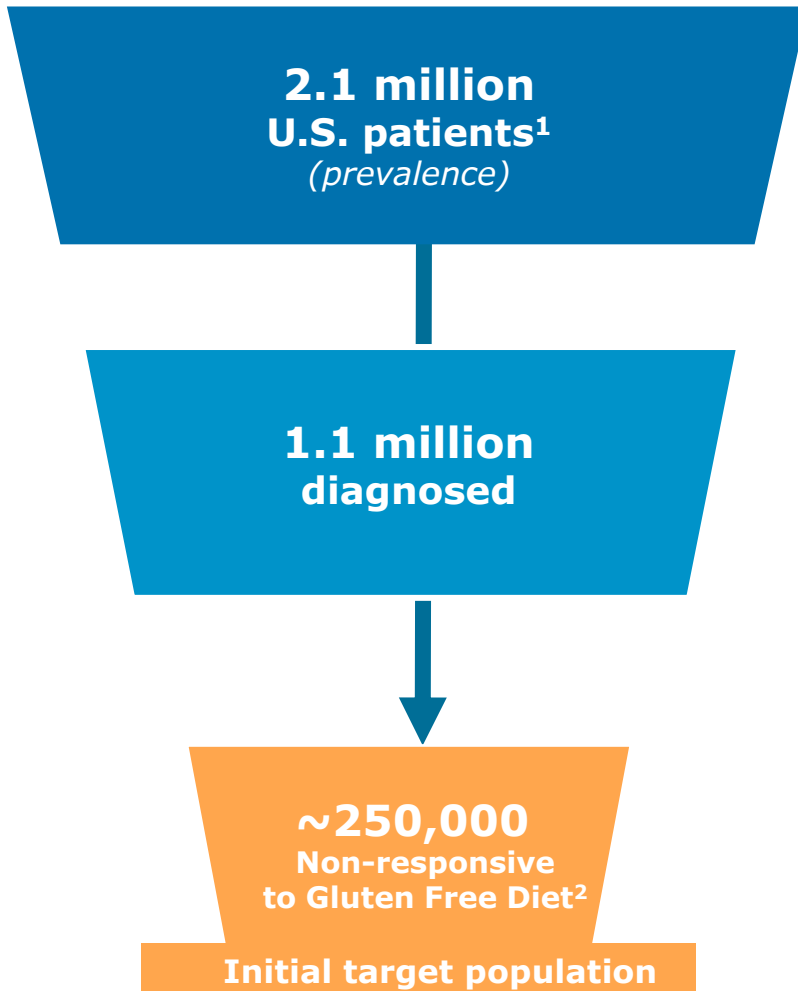 2.1 million
U.S. patients¹
(prevalence)
1.1 million
diagnosed
~250,000
Non-responsive
to Gluten Free Diet²
Initial target population